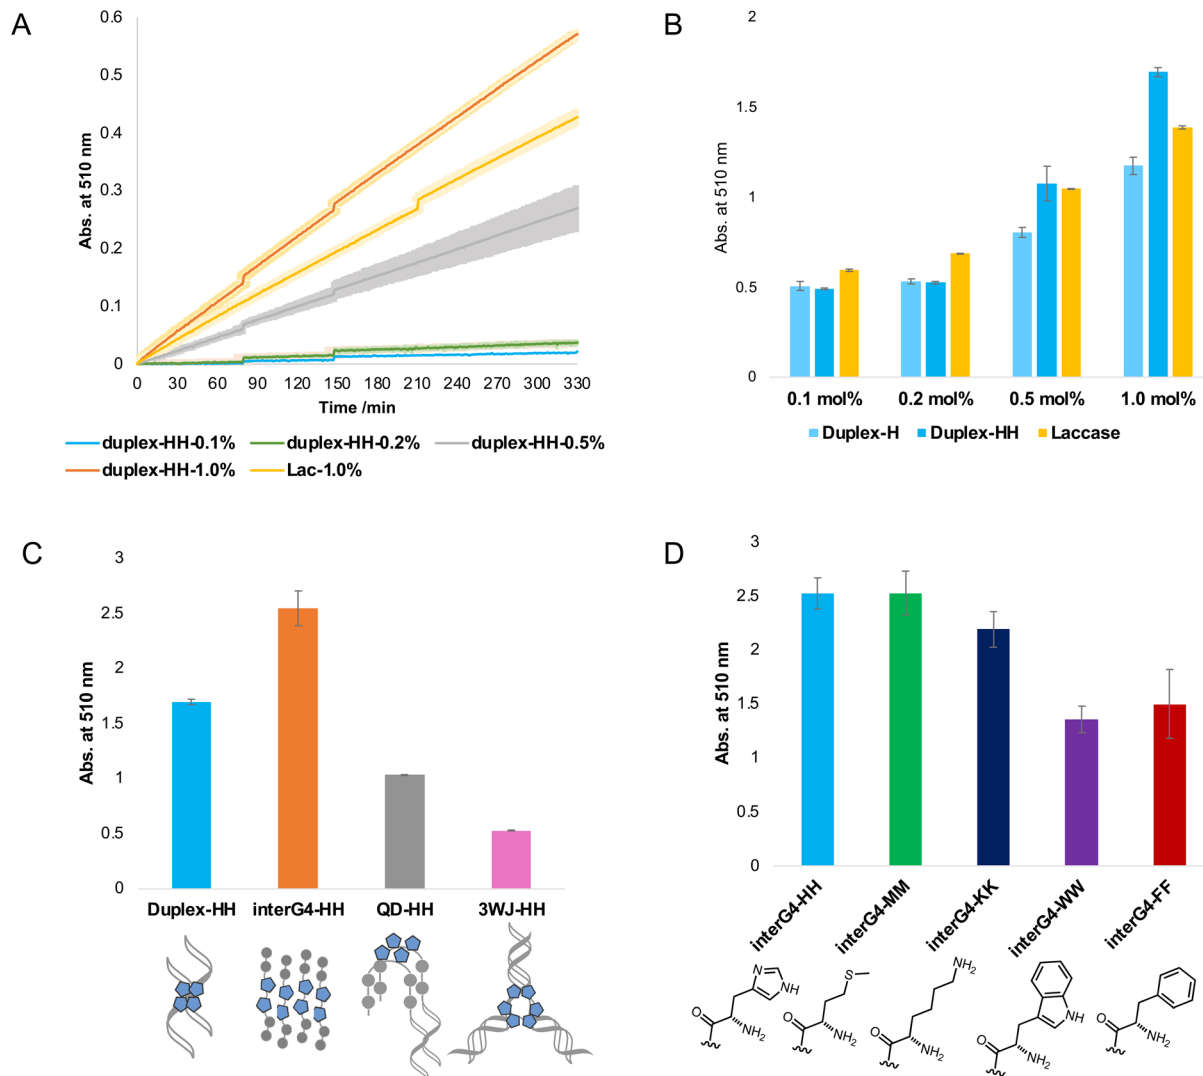 A
0.6
0.5
0.4
0.3
0.2
0.1
0
Abs. at 510 nm
0 30 60 90 120 150 180 210 240 270 300 330
Time /min
duplex-HH-0.1% duplex-HH-0.2% duplex-HH-0.5%
duplex-HH-1.0% Lac-1.0%
B
2
1.5
1
0.5
0
Abs. at 510 nm
0.1 mol% 0.2 mol% 0.5 mol% 1.0 mol%
Duplex-H Duplex-HH Laccase
C
3
2.5
2
1.5
1
0.5
0
Abs. at 510 nm
Duplex-HH interG4-HH QD-HH 3WJ-HH
D
3
2.5
2
1.5
1
0.5
0
Abs. at 510 nm
interG4-HH
interG4-MM
interG4-KK
interG4-WW
interG4-FF
N
NH
O
NH2
S
O
NH2
NH2
O
NH2
NH
O
NH2
O
NH2